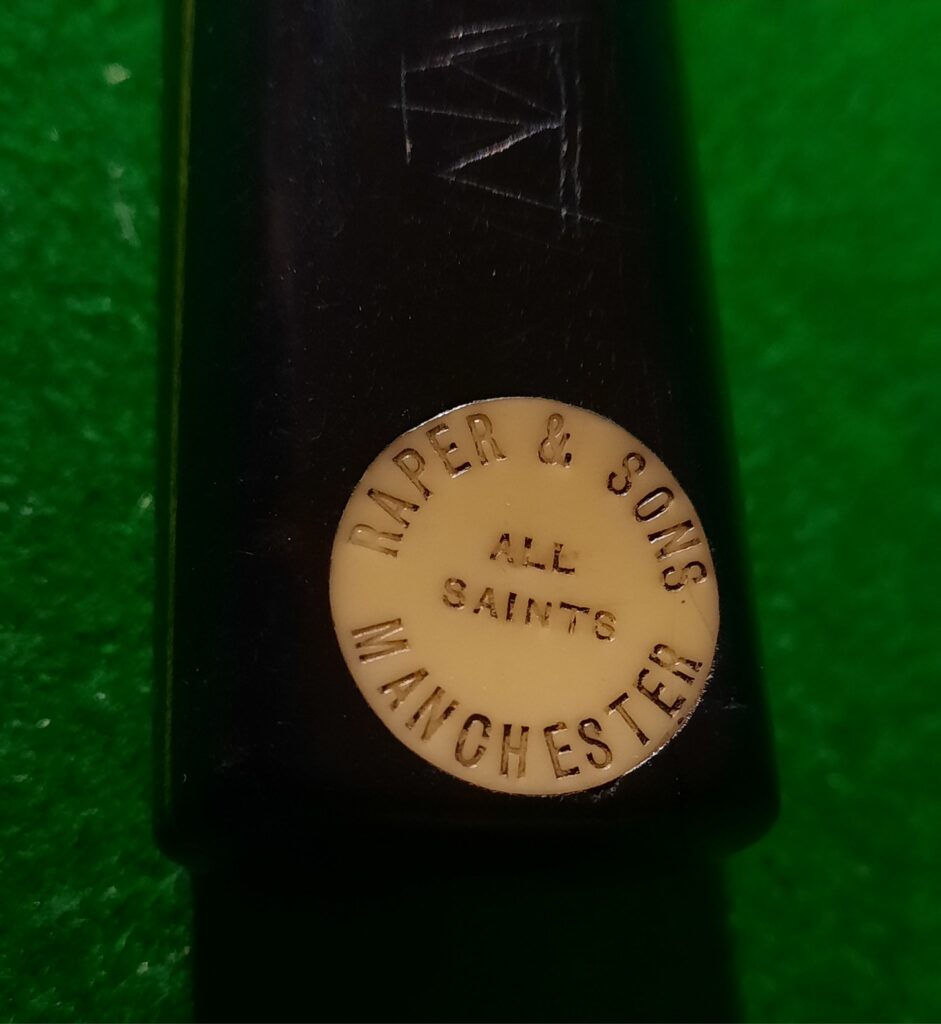 RAPER & SONS
ALL
SAINTS
MANCHESTER